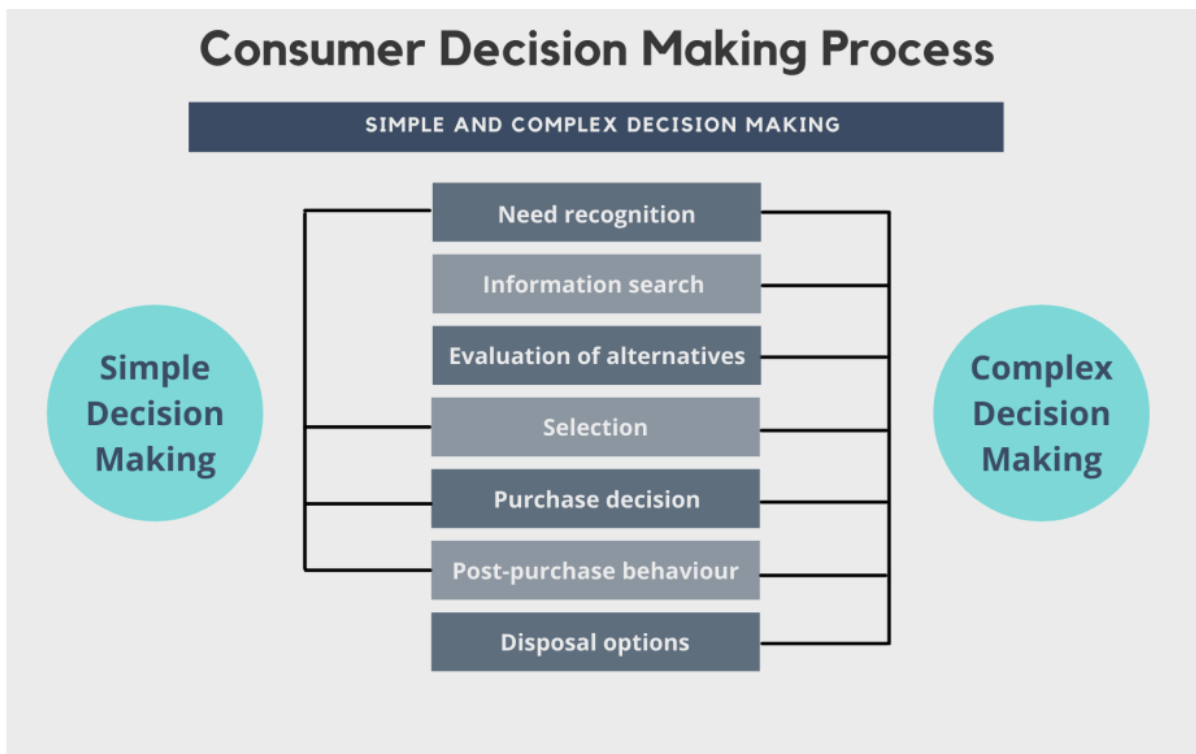 Consumer Decision Making Process
SIMPLE AND COMPLEX DECISION MAKING
Need recognition
Information search
Evaluation of alternatives
Selection
Purchase decision
Post-purchase behaviour
Disposal options
Simple
Decision
Making
Complex
Decision
Making